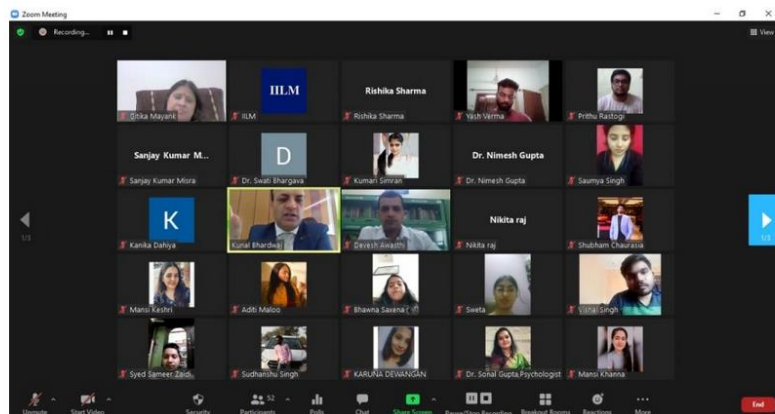 Zoom Meeting
Recording...
View
Ditika Mayank
IILM
IILM
Rishika Sharma
Rishika Sharma
Yash Verma
Prithu Rastogi
Sanjay Kumar M...
Sanjay Kumar Misra
D
Dr. Swati Bhargava
Kumari Simran
Dr. Nimesh Gupta
Dr. Nimesh Gupta
Saumya Singh
1/3
K
Kanika Dahiya
Kunal Bhardwaj
Devesh Awasthi
Nikita raj
Nikita raj
Shubham Chaurasia
1/3
Mansi Keshri
Aditi Maloo
Bhawna Saxena
Sweta
Vishal Singh
Syed Sameer Zaidi
Sudhanshu Singh
KARUNA DEWANGAN
Dr. Sonal Gupta Psychologist
Mansi Khanna
52
Unmute
Start Video
Security
Participants
Polls
Chat
Share Screen
Pause/Stop Recording
Breakout Rooms
Reactions
More
End